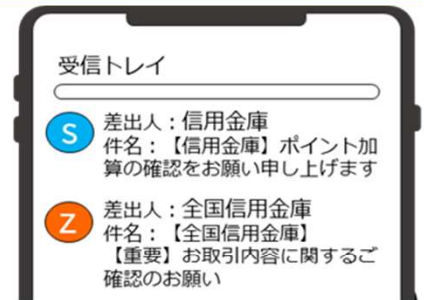 受信トレイ
S
差出人：信用金庫
件名：【信用金庫】ポイント加
算の確認をお願い申し上げます
Z
差出人：全国信用金庫
件名：【全国信用金庫】
【重要】お取引内容に関するご
確認のお願い